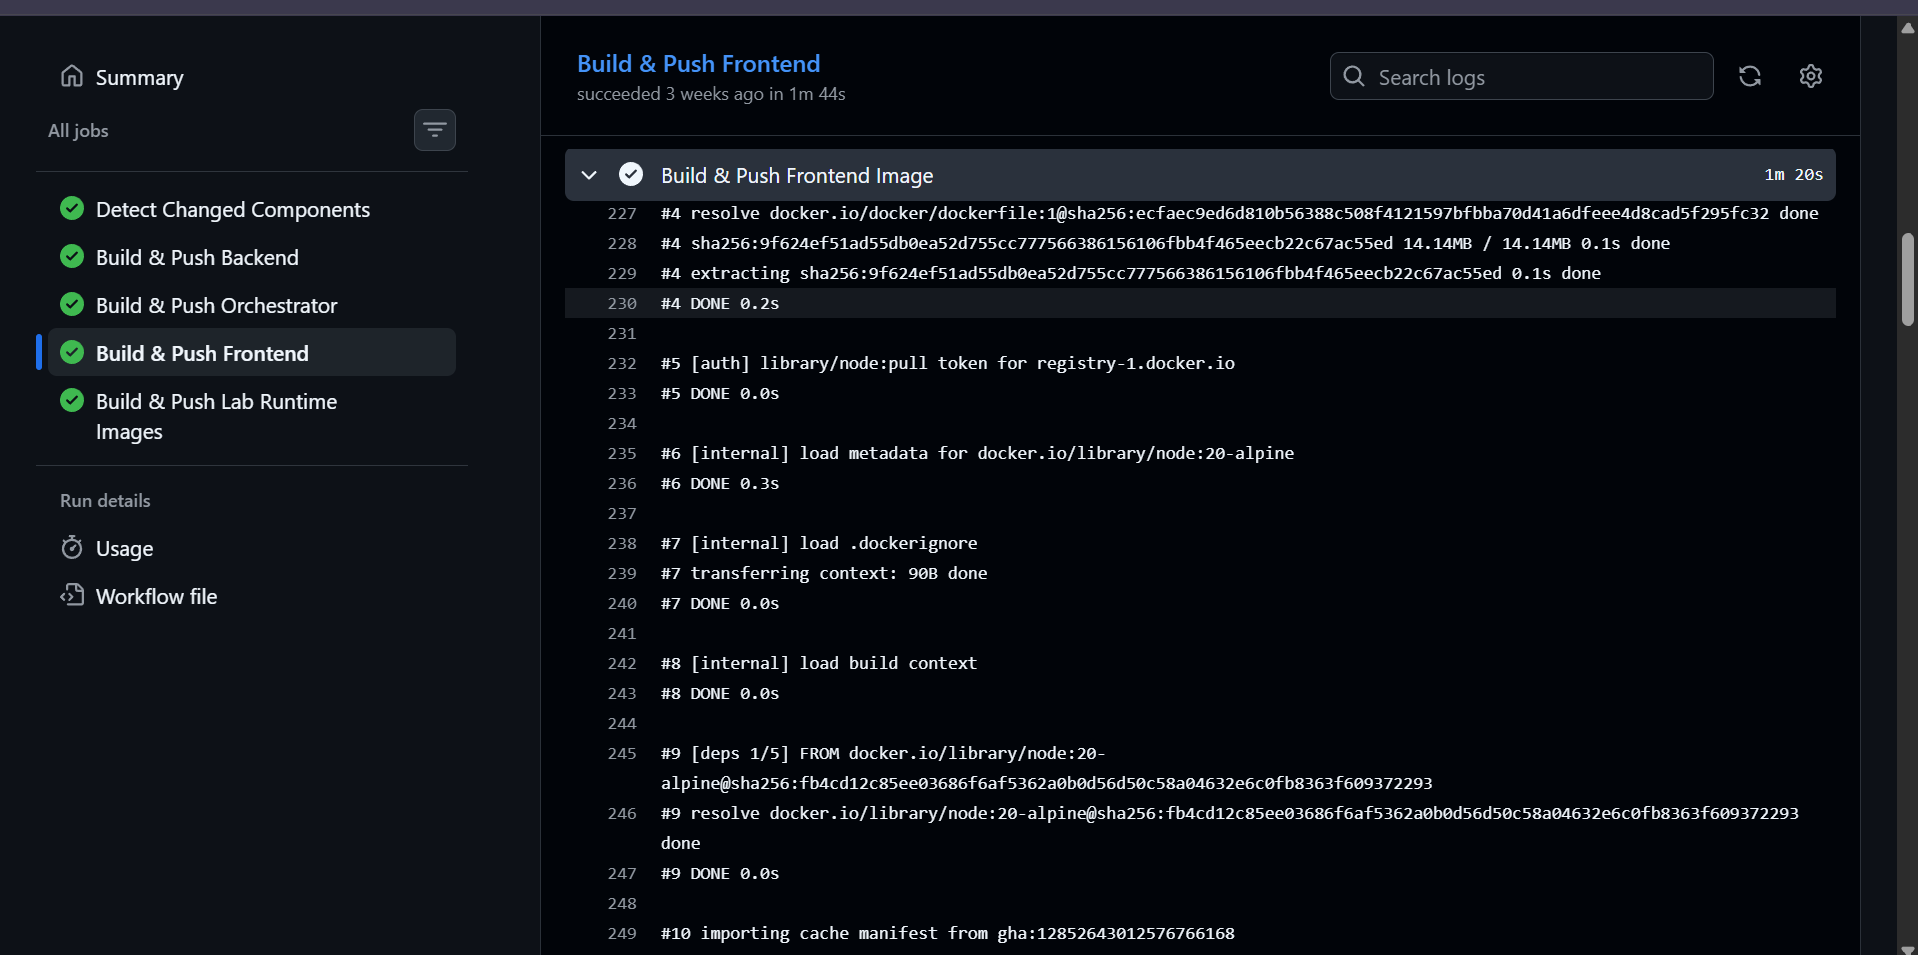 Summary
All jobs
Detect Changed Components
Build & Push Backend
Build & Push Orchestrator
Build & Push Frontend
Build & Push Lab Runtime
Images
Run details
Usage
Workflow file
Build & Push Frontend
succeeded 3 weeks ago in 1m 44s
Search logs
Build & Push Frontend Image
1m 20s
227 #4 resolve docker.io/docker/dockerfile:1@sha256:ecfaec9ed6d810b56388c508f4121597bfbba70d41a6dfeee4d8cad5f295fc32 done
228 #4 sha256:9f624ef51ad55db0ea52d755cc777566386156106fbb4f465eecb22c67ac55ed 14.14MB / 14.14MB 0.1s done
229 #4 extracting sha256:9f624ef51ad55db0ea52d755cc777566386156106fbb4f465eecb22c67ac55ed 0.1s done
230 #4 DONE 0.2s
231
232 #5 [auth] library/node:pull token for registry-1.docker.io
233 #5 DONE 0.0s
234
235 #6 [internal] load metadata for docker.io/library/node:20-alpine
236 #6 DONE 0.3s
237
238 #7 [internal] load .dockerignore
239 #7 transferring context: 90B done
240 #7 DONE 0.0s
241
242 #8 [internal] load build context
243 #8 DONE 0.0s
244
245 #9 [deps 1/5] FROM docker.io/library/node:20-
alpine@sha256:fb4cd12c85ee03686f6af5362a0b0d56d50c58a04632e6c0fb8363f609372293
246 #9 resolve docker.io/library/node:20-alpine@sha256:fb4cd12c85ee03686f6af5362a0b0d56d50c58a04632e6c0fb8363f609372293
done
247 #9 DONE 0.0s
248
249 #10 importing cache manifest from gha:12852643012576766168